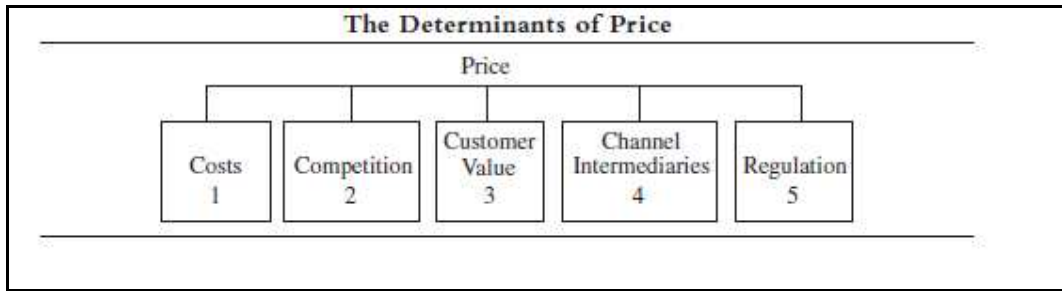 The Determinants of Price
Price
Costs
1
Competition
2
Customer
Value
3
Channel
Intermediaries
4
Regulation
5